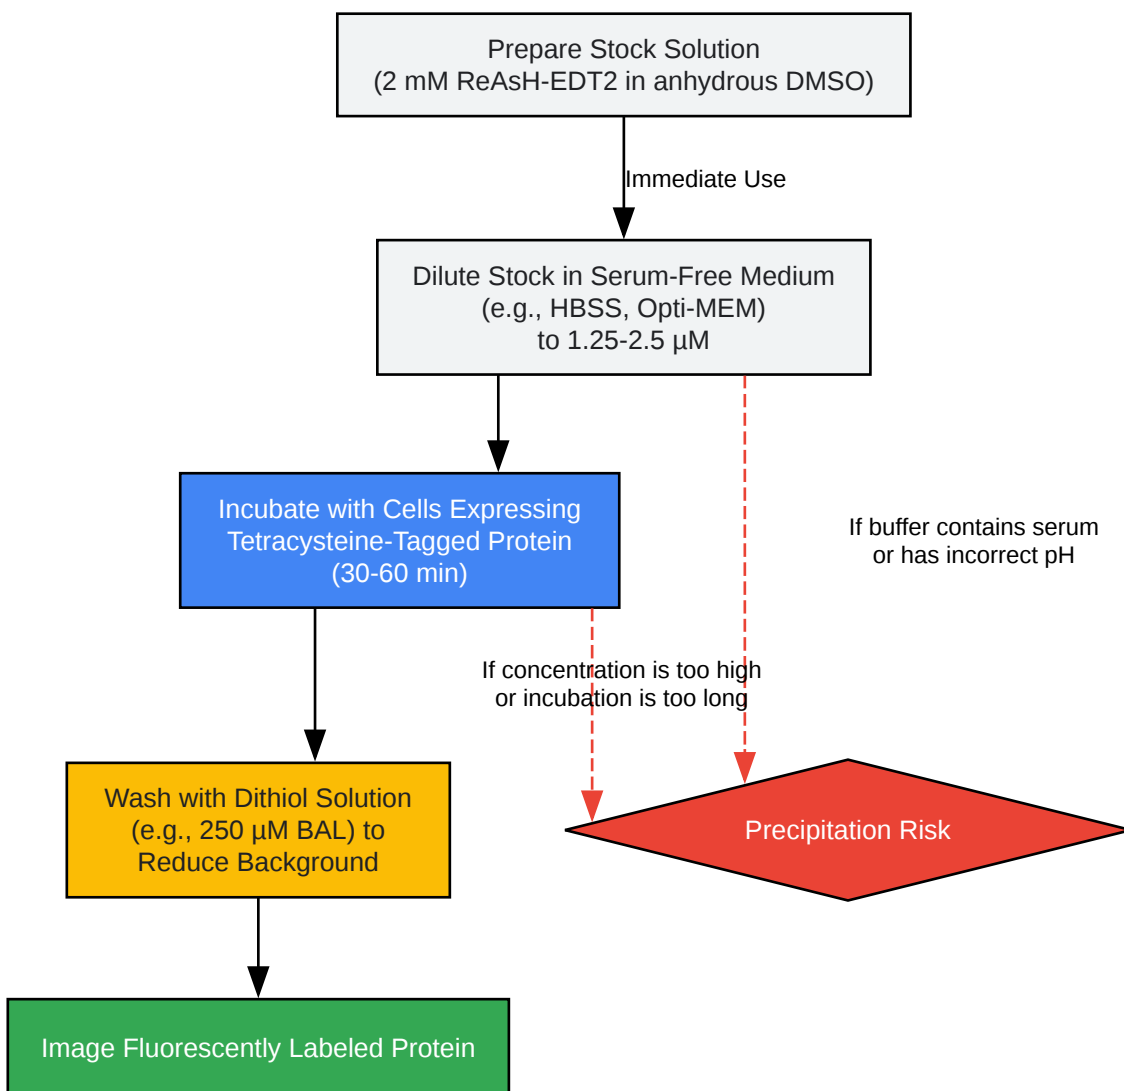 Prepare Stock Solution
(2 mM ReAsH-EDT2 in anhydrous DMSO)
Immediate Use
Dilute Stock in Serum-Free Medium
(e.g., HBSS, Opti-MEM)
to 1.25-2.5 µM
Incubate with Cells Expressing
Tetracysteine-Tagged Protein
(30-60 min)
If buffer contains serum
or has incorrect pH
If concentration is too high
or incubation is too long
Wash with Dithiol Solution
(e.g., 250 µM BAL) to
Reduce Background
Precipitation Risk
Image Fluorescently Labeled Protein